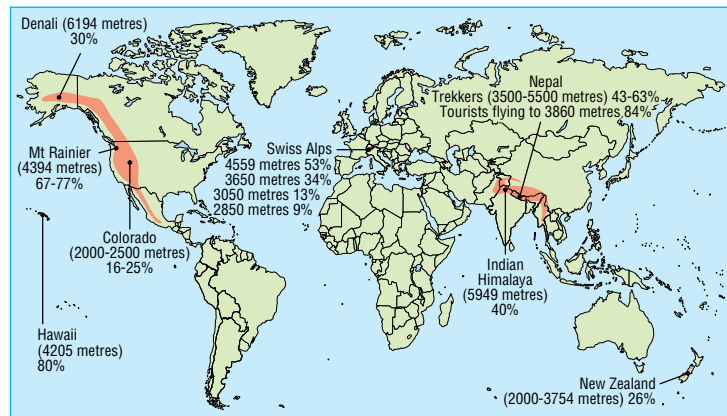 Denali (6194 metres)
30%
Nepal
Trekkers (3500-5500 metres) 43-63%
Tourists flying to 3860 metres 84%
Mt Rainier
(4394 metres)
67-77%
Swiss Alps
4559 metres 53%
3650 metres 34%
3050 metres 13%
2850 metres 9%
Colorado
(2000-2500 metres)
16-25%
Indian
Himalaya
(5949 metres)
40%
Hawaii
(4205 metres)
80%
New Zealand
(2000-3754 metres) 26%